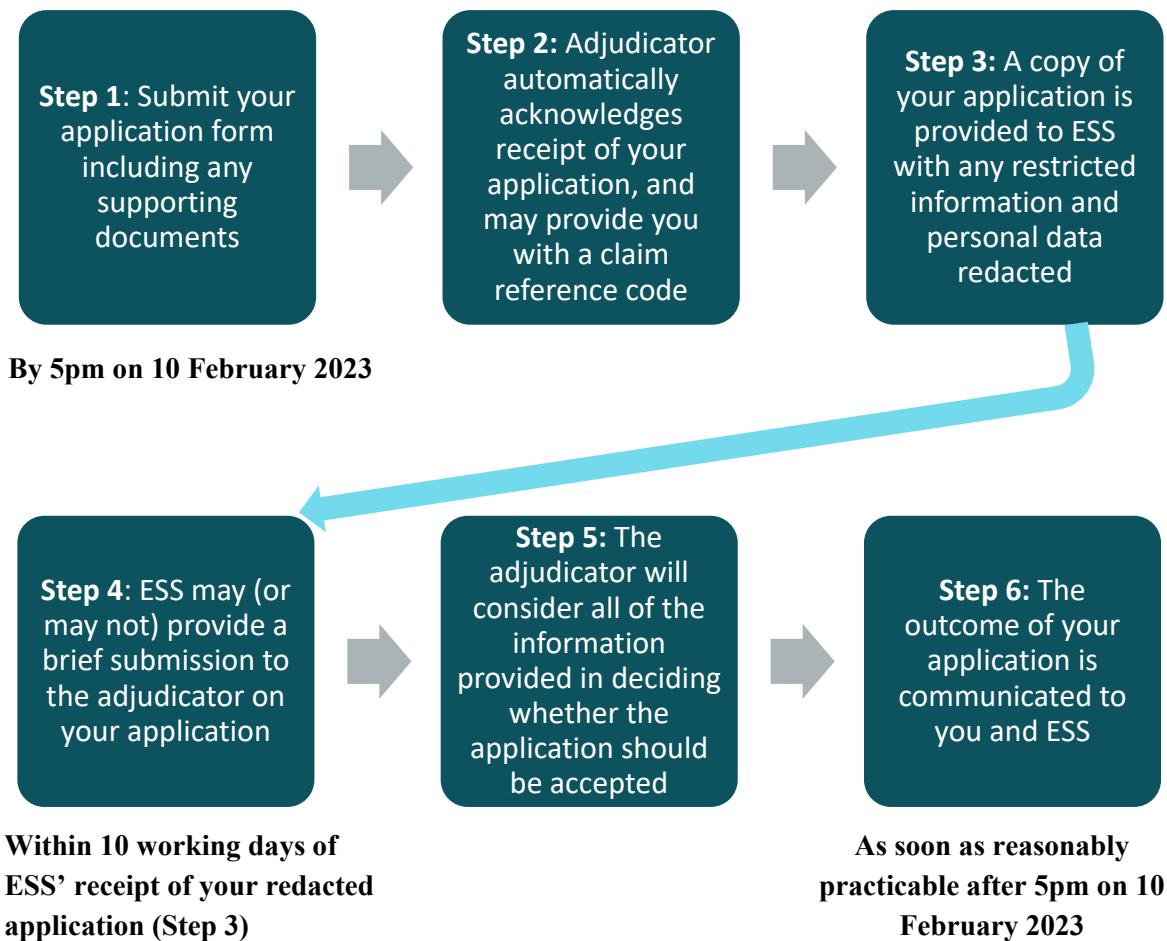 Step 1: Submit your
application form
including any
supporting
documents
Step 2: Adjudicator
automatically
acknowledges
receipt of your
application, and
may provide you
with a claim
reference code
Step 3: A copy of
your application is
provided to ESS
with any restricted
information and
personal data
redacted
By 5pm on 10 February 2023
Step 4: ESS may (or
may not) provide a
brief submission to
the adjudicator on
your application
Step 5: The
adjudicator will
consider all of the
information
provided in deciding
whether the
application should
be accepted
Step 6: The
outcome of your
application is
communicated to
you and ESS
Within 10 working days of
ESS’ receipt of your redacted
application (Step 3)
As soon as reasonably
practicable after 5pm on 10
February 2023